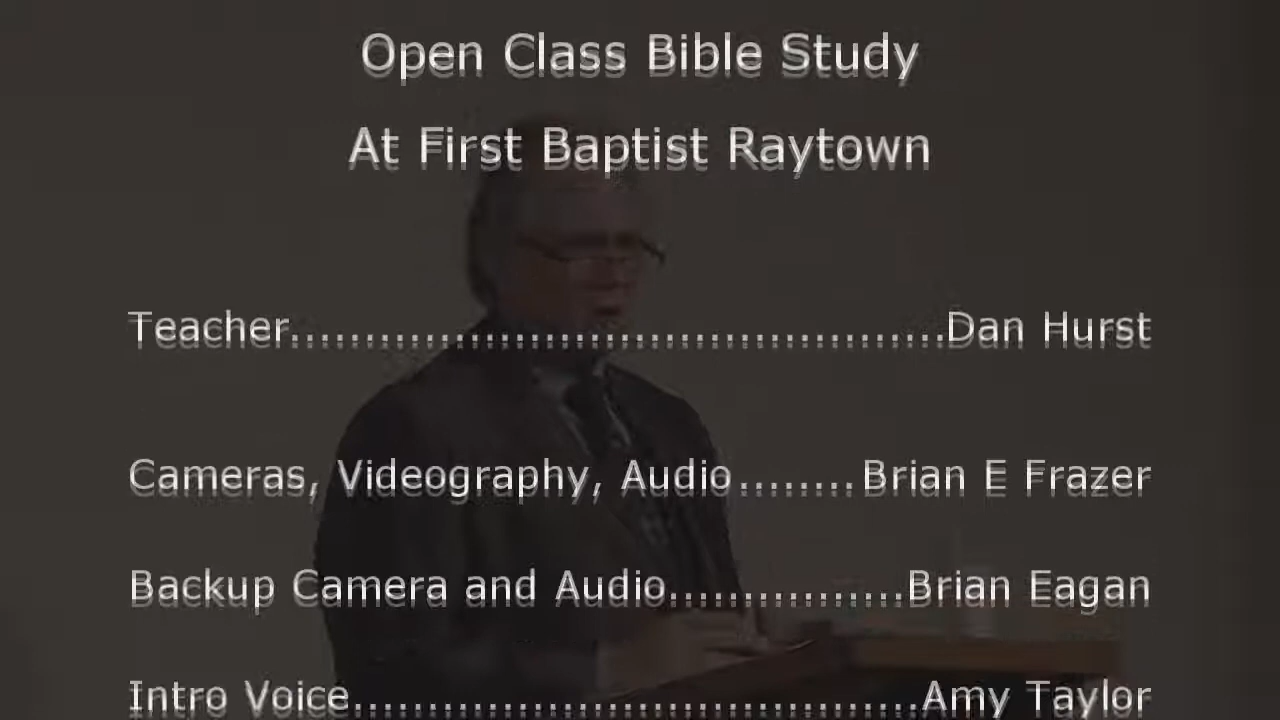 Open Class Bible Study
At First Baptist Raytown
Teacher...........................................Dan Hurst
Cameras, Videography, Audio........Brian E Frazer
Backup Camera and Audio................Brian Eagan
Intro Voice.....................................Amy Taylor